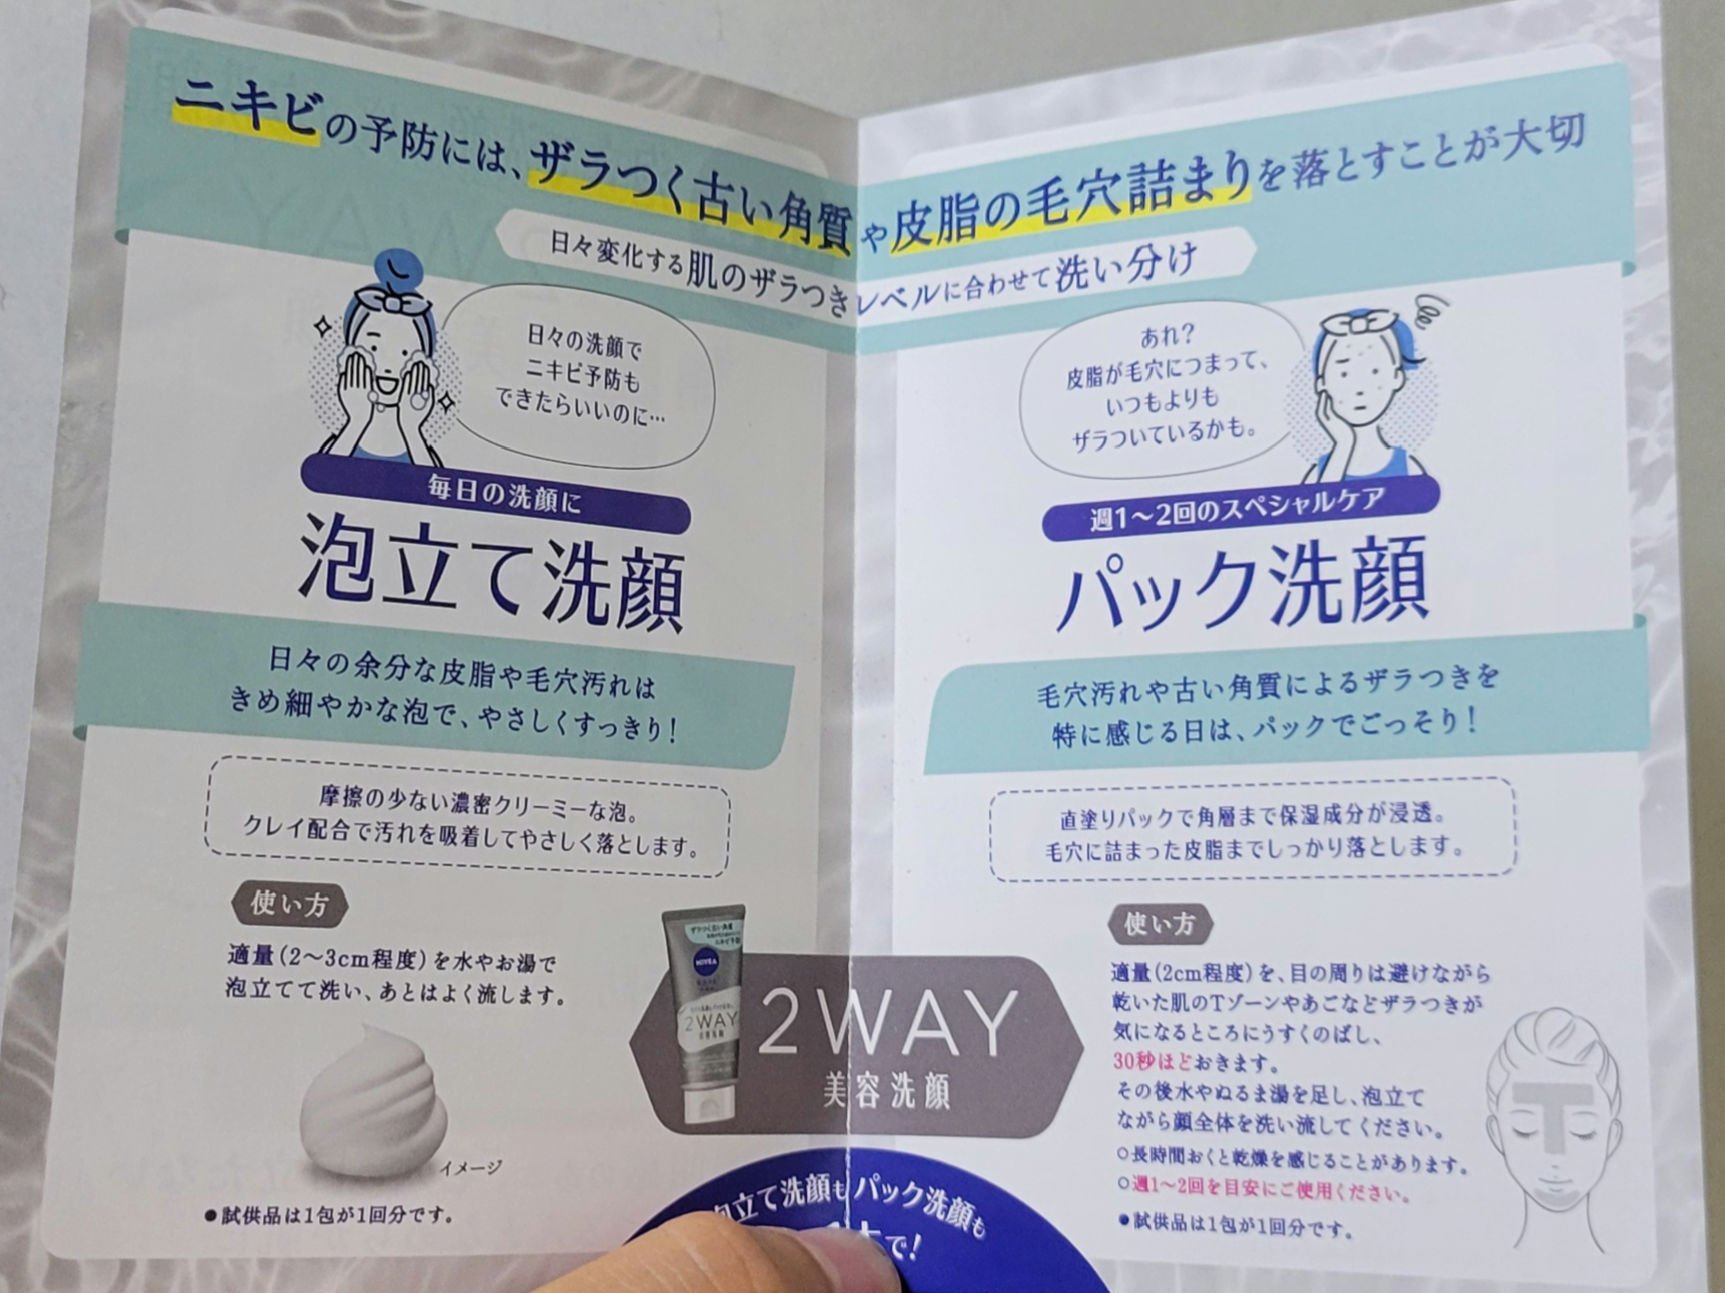 ニキビの予防には、ザラつく古い角質や皮脂の毛穴詰まりを落とすことが大切
日々変化する肌のザラつきレベルに合わせて洗い分け
日々の洗顔で
ニキビ予防も
できたらいいのに…
毎日の洗顔に
泡立て洗顔
日々の余分な皮脂や毛穴汚れは
きめ細やかな泡で、やさしくすっきり!
摩擦の少ない濃密クリーミーな泡。
クレイ配合で汚れを吸着してやさしく落とします。
使い方
適量(2〜3cm程度)を水やお湯で
泡立てて洗い、あとはよく流します。
イメージ
●試供品は1包が1回分です。
あれ?
皮脂が毛穴につまって、
いつもよりも
ザラついているかも。
週1〜2回のスペシャルケア
パック洗顔
毛穴汚れや古い角質によるザラつきを
特に感じる日は、パックでごっそり!
直塗りパックで角層まで保湿成分が浸透。
毛穴に詰まった皮脂までしっかり落とします。
使い方
適量(2cm程度)を、目の周りは避けながら
乾いた肌のTゾーンやあごなどザラつきが
気になるところにうすくのばし、
30秒ほどおきます。
その後水やぬるま湯を足し、泡立て
ながら顔全体を洗い流してください。
○長時間おくと乾燥を感じることがあります。
○週1〜2回を目安にご使用ください。
●試供品は1包が1回分です。
ザラつく古い角質
ニキビ予防
NIVEA
2WAY
美容洗顔
2WAY
美容洗顔
泡立て洗顔もパック洗顔も
で!